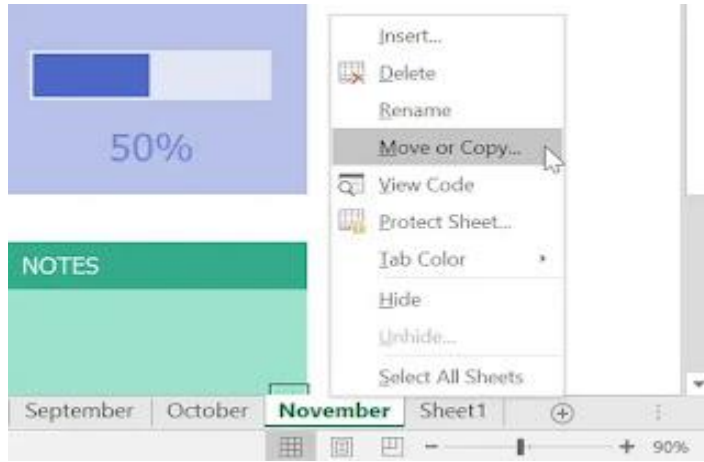 50%
NOTES
Insert...
Delete
Rename
Move or Copy...
View Code
Protect Sheet...
Tab Color
Hide
Unhide...
Select All Sheets
September October November Sheet1
90%